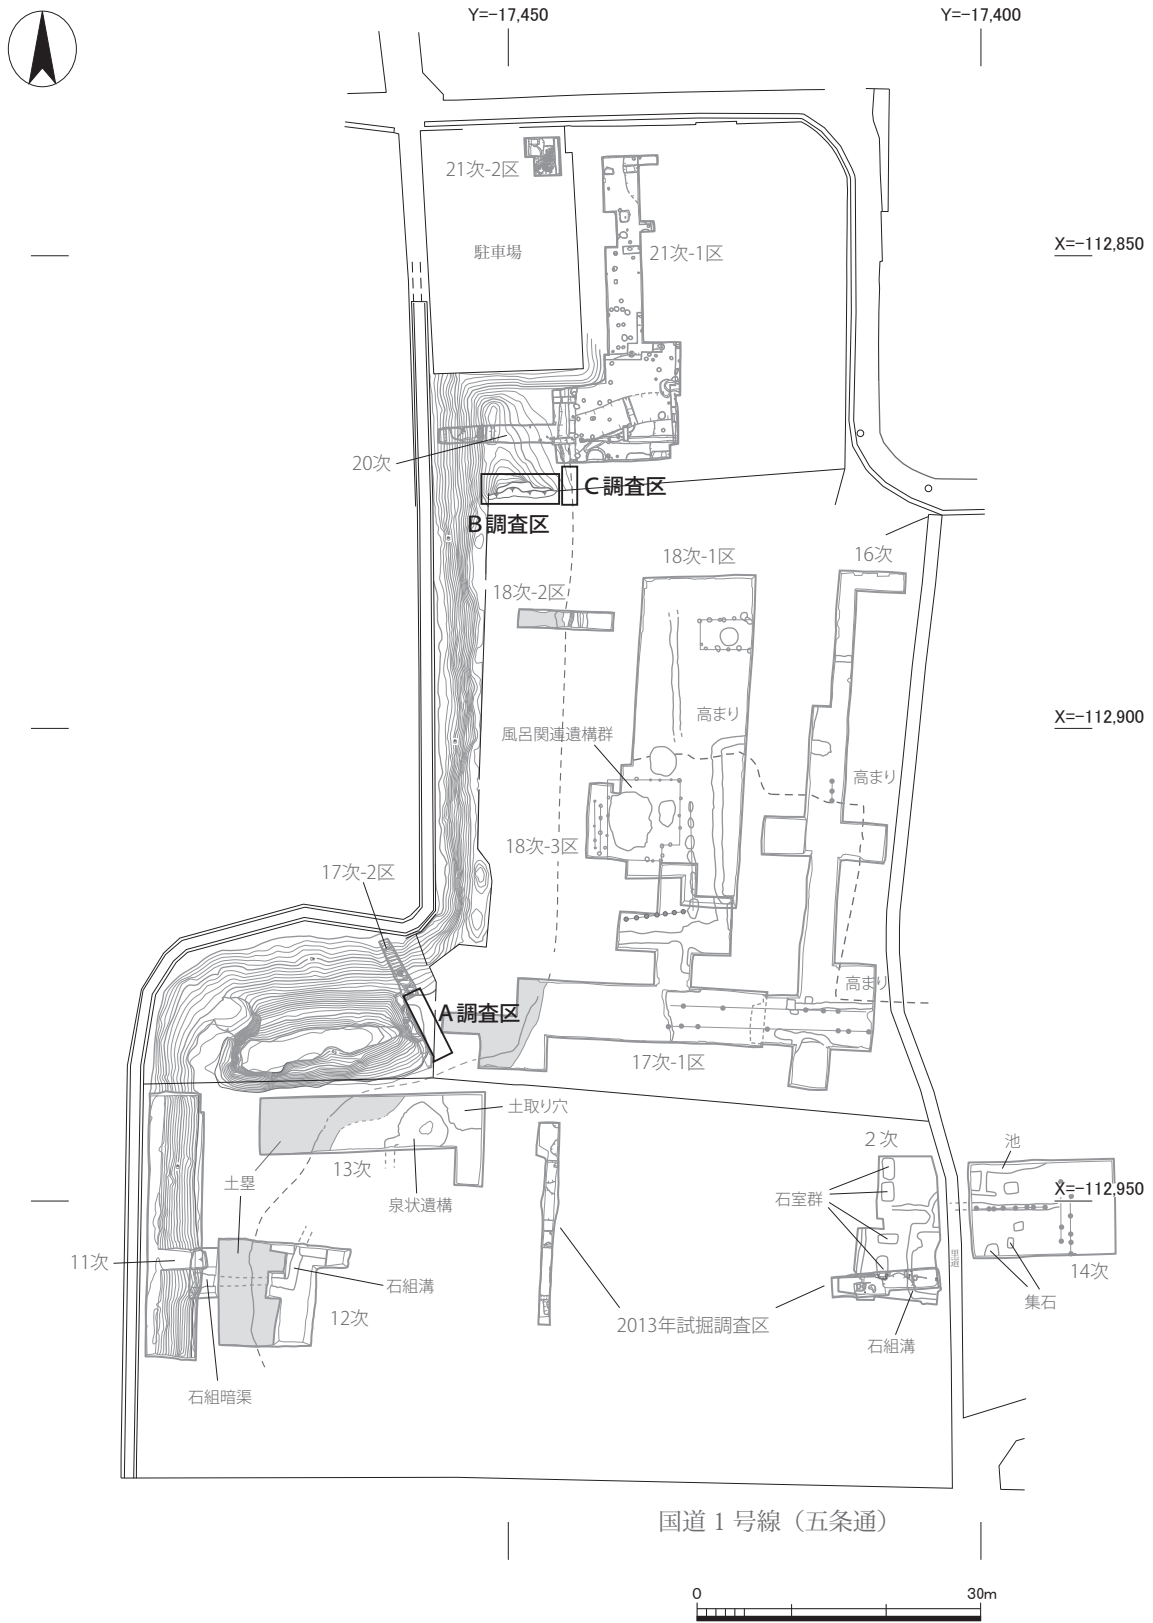 Y=-17,450
Y=-17,400
21次-2区
駐車場
21次-1区
X=-112,850
20次
C調査区
B調査区
18次-1区
16次
18次-2区
高まり
X=-112,900
風呂関連遺構群
高まり
18次-3区
17次-2区
高まり
A調査区
17次-1区
土取り穴
2次
池
13次
土塁
石室群
X=-112,950
泉状遺構
11次
石組溝
14次
集石
12次
2013年試掘調査区
石組溝
石組暗渠
国道1号線（五条通）
0
30m